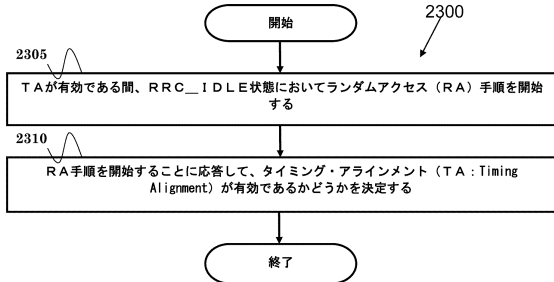 開始
2300
2305
TAが有効である間、RRC＿IDLE状態においてランダムアクセス（RA）手順を開始
する
2310
RA手順を開始することに応答して、タイミング・アラインメント（TA：Timing
Alignment）が有効であるかどうかを決定する
終了